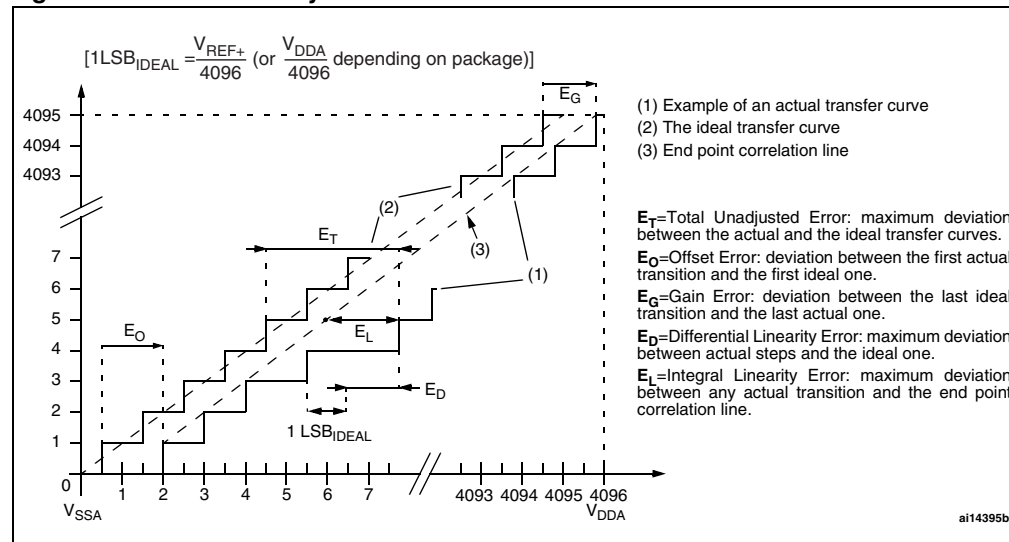 [1LSB_IDEAL = V_REF+ / 4096 (or V_DDA / 4096 depending on package)]
E_G
4095
4094
4093
(1) Example of an actual transfer curve
(2) The ideal transfer curve
(3) End point correlation line
(2)
E_T
(3)
(1)
7
6
5
4
3
2
1
0
E_O
E_L
E_D
1 LSB_IDEAL
E_T=Total Unadjusted Error: maximum deviation
between the actual and the ideal transfer curves.
E_O=Offset Error: deviation between the first actual
transition and the first ideal one.
E_G=Gain Error: deviation between the last ideal
transition and the last actual one.
E_D=Differential Linearity Error: maximum deviation
between actual steps and the ideal one.
E_L=Integral Linearity Error: maximum deviation
between any actual transition and the end point
correlation line.
1 2 3 4 5 6 7 4093 4094 4095 4096
V_SSA V_DDA
ai14395b